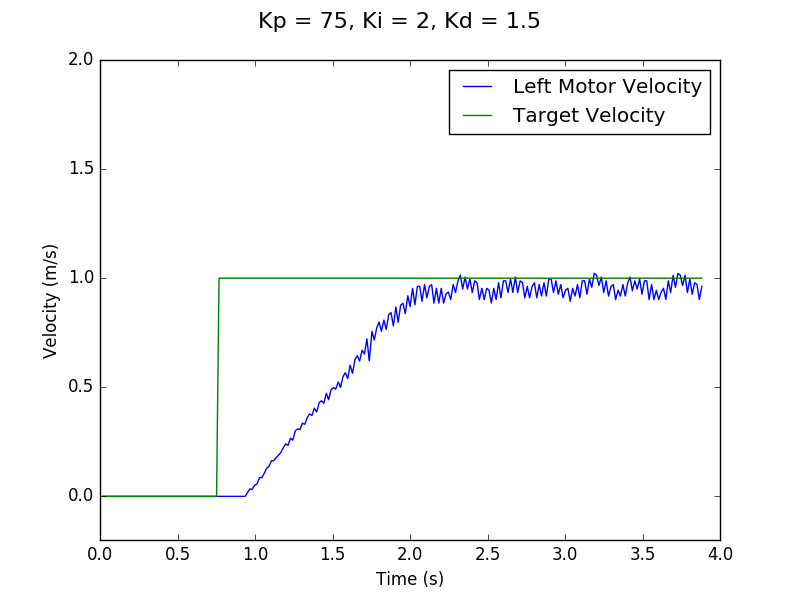 Kp = 75, Ki = 2, Kd = 1.5
Left Motor Velocity
Target Velocity
2.0
1.5
1.0
0.5
0.0
Velocity (m/s)
0.0 0.5 1.0 1.5 2.0 2.5 3.0 3.5 4.0
Time (s)